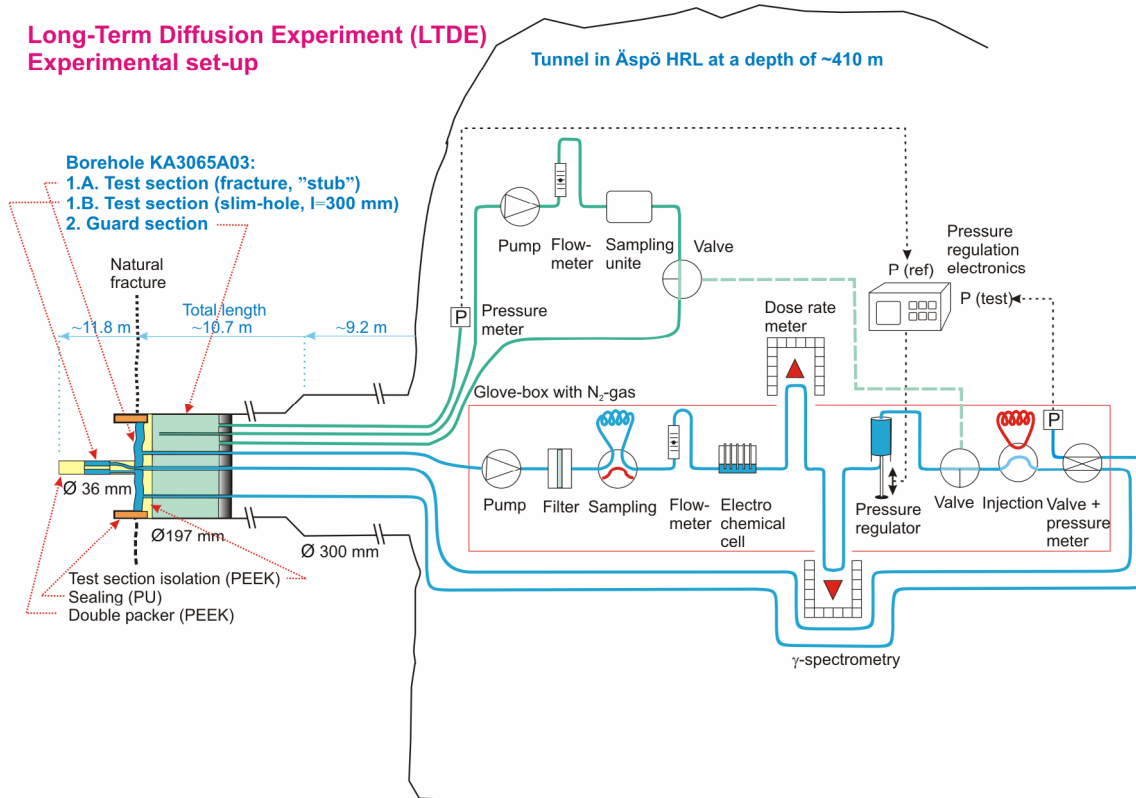 Long-Term Diffusion Experiment (LTDE)
Experimental set-up
Tunnel in Äspö HRL at a depth of ~410 m
Borehole KA3065A03:
1.A. Test section (fracture, ”stub”)
1.B. Test section (slim-hole, l=300 mm)
2. Guard section
Natural
fracture
Total length
~11.8 m
~10.7 m
~9.2 m
Pump
Flow-
meter
Sampling
unite
Valve
P
Pressure
meter
Pressure
regulation
electronics
P (ref)
P (test)
Dose rate
meter
Glove-box with N2-gas
P
Pump
Filter
Sampling
Flow-
meter
Electro
chemical
cell
Pressure
regulator
Valve
Injection
Valve +
pressure
meter
Ø 36 mm
Ø197 mm
Ø 300 mm
Test section isolation (PEEK)
Sealing (PU)
Double packer (PEEK)
γ-spectrometry